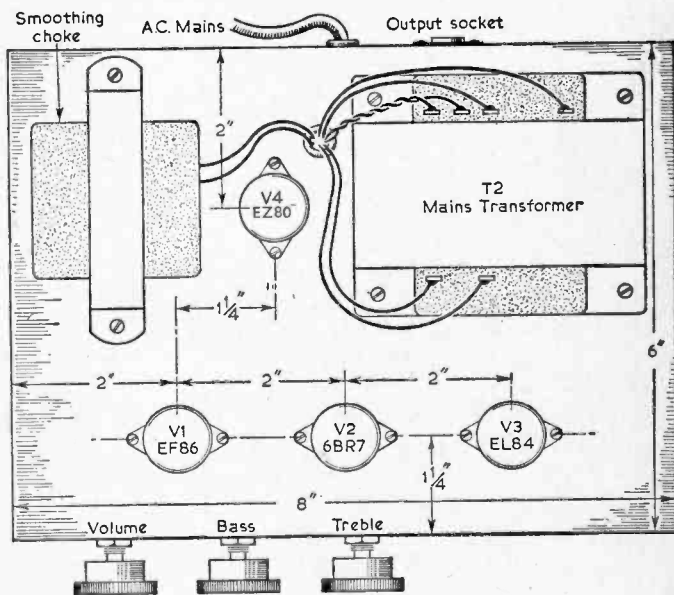 Smoothing
choke
A.C. Mains
Output socket
2"
V4
EZ80
T2
Mains Transformer
1¼"
6"
2"
2"
2"
V1
EF86
V2
6BR7
V3
EL84
1¼"
8"
Volume
Bass
Treble